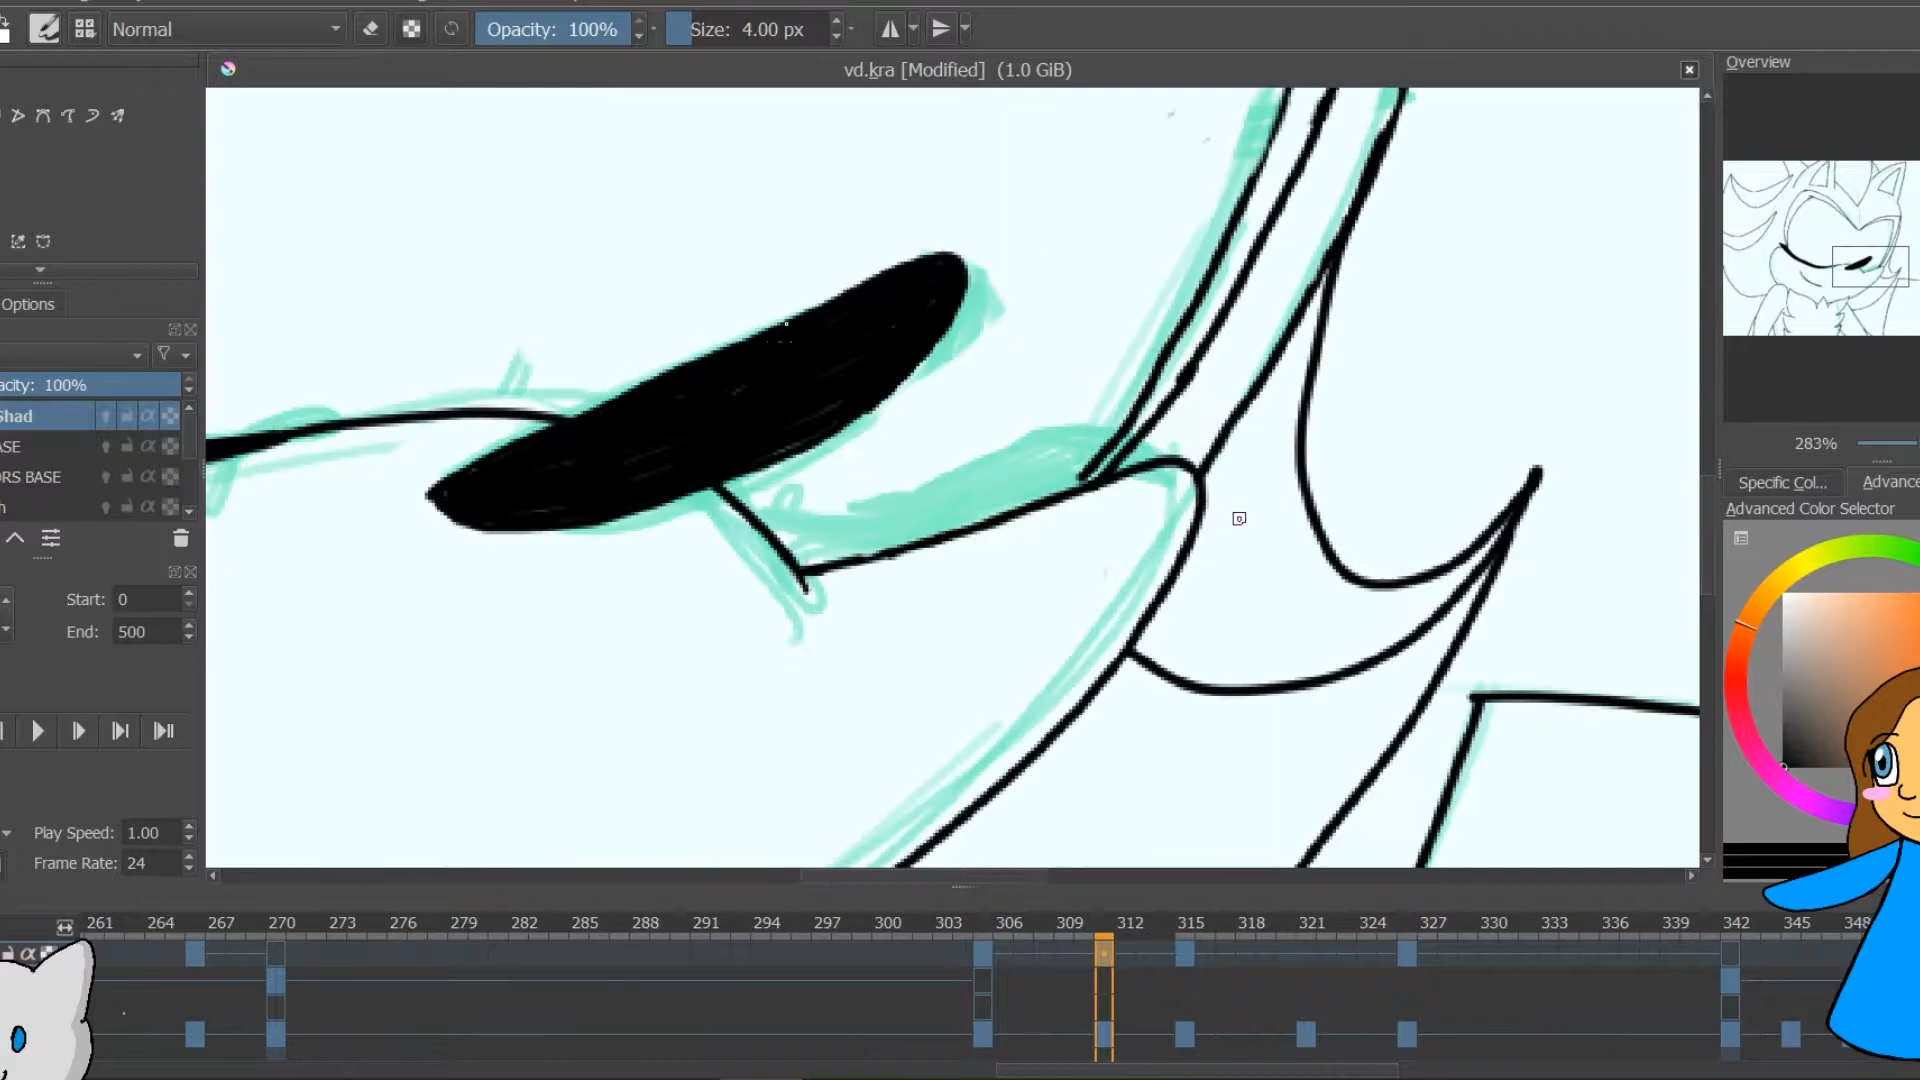 Normal
Opacity: 100%
Size: 4.00 px
vd.kra [Modified] (1.0 GiB)
Overview
Options
acity: 100%
Shad
ASE
ORS BASE
h
Start: 0
End: 500
Play Speed: 1.00
Frame Rate: 24
283%
Specific Col...
Advance
Advanced Color Selector
261 264 267 270 273 276 279 282 285 288 291 294 297 300 303 306 309 312 315 318 321 324 327 330 333 336 339 342 345 348